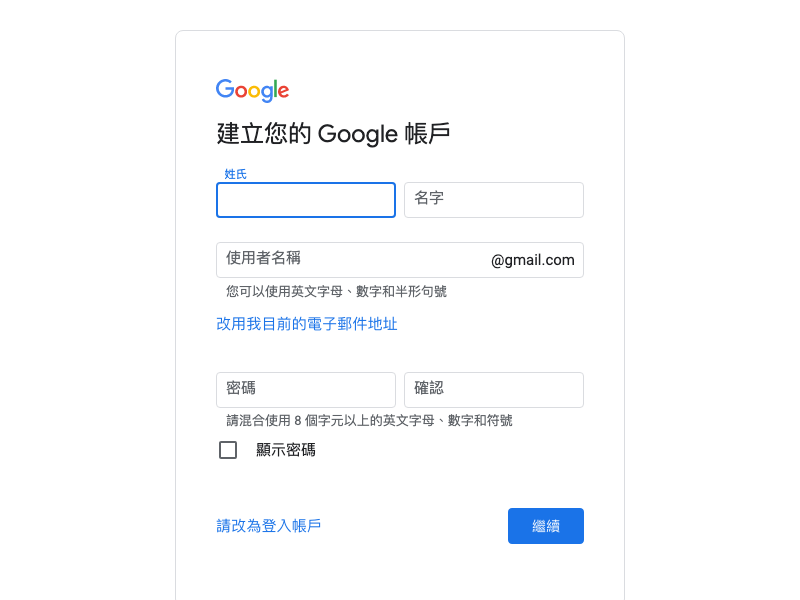 Google
建立您的 Google 帳戶
姓氏
名字
使用者名稱
@gmail.com
您可以使用英文字母、數字和半形句號
改用我目前的電子郵件地址
密碼
確認
請混合使用 8 個字元以上的英文字母、數字和符號
顯示密碼
請改為登入帳戶
繼續